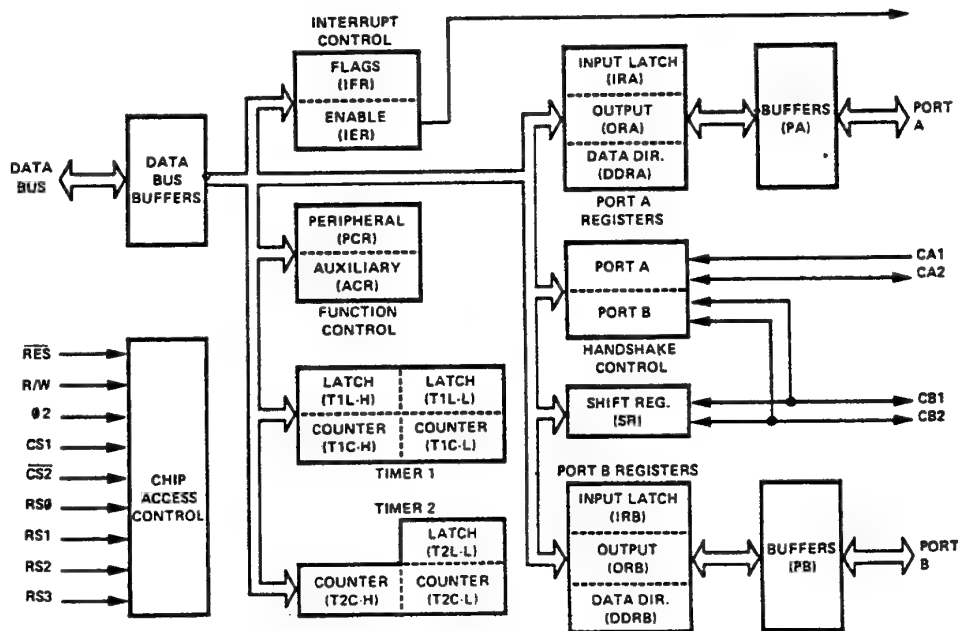 INTERRUPT
CONTROL
FLAGS
(IFR)
ENABLE
(IER)
DATA
BUS
DATA
BUS
BUFFERS
PERIPHERAL
(PCR)
AUXILIARY
(ACR)
FUNCTION
CONTROL
LATCH
(T1L-H)
LATCH
(T1L-L)
COUNTER
(T1C-H)
COUNTER
(T1C-L)
TIMER 1
TIMER 2
LATCH
(T2L-L)
COUNTER
(T2C-H)
COUNTER
(T2C-L)
R̅E̅S̅
R/W
Ø2
CS1
C̅S̅2̅
RSØ
RS1
RS2
RS3
CHIP
ACCESS
CONTROL
INPUT LATCH
(IRA)
OUTPUT
(ORA)
DATA DIR.
(DDRA)
PORT A
REGISTERS
BUFFERS
(PA)
PORT
A
PORT A
PORT B
HANDSHAKE
CONTROL
CA1
CA2
SHIFT REG.
(SR)
CB1
CB2
PORT B REGISTERS
INPUT LATCH
(IRB)
OUTPUT
(ORB)
DATA DIR.
(DDRB)
BUFFERS
(PB)
PORT
B